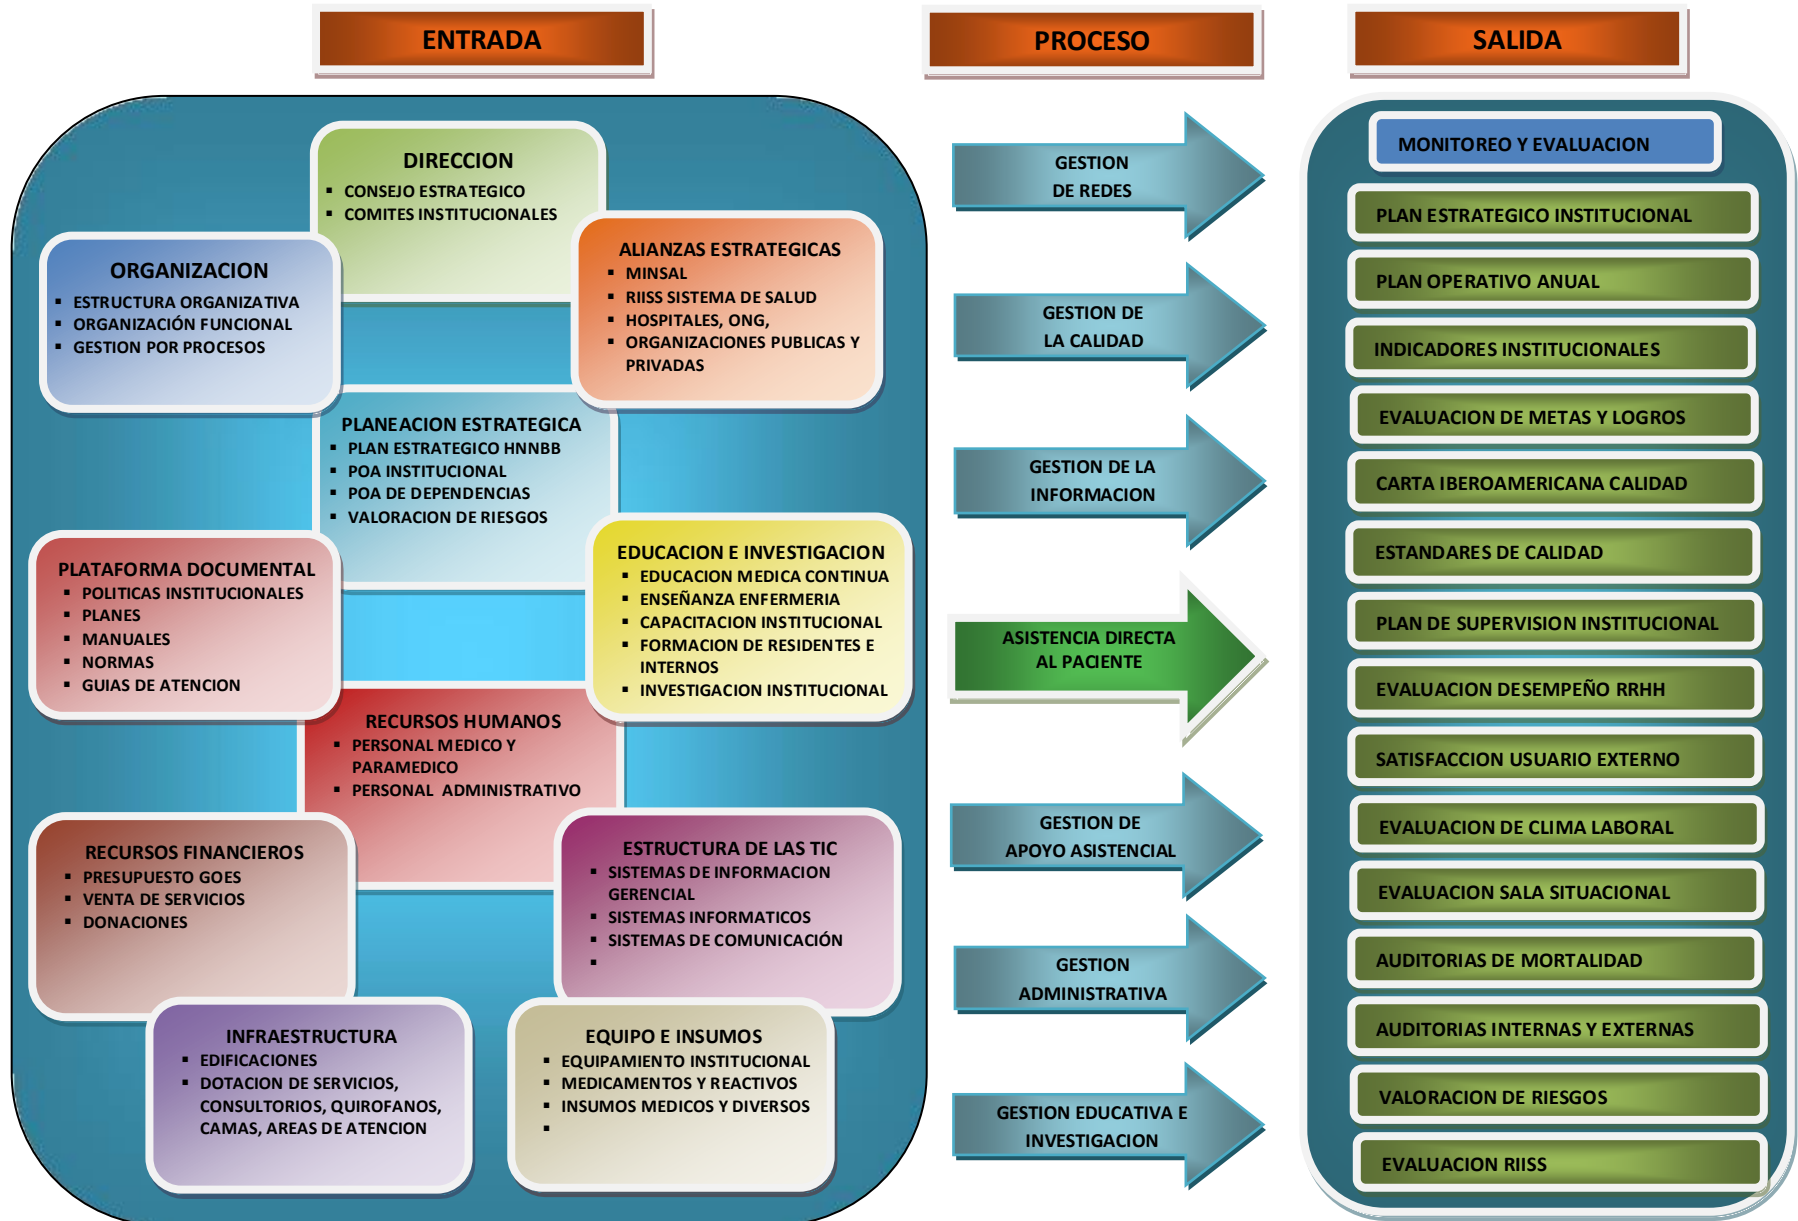 ENTRADA
PROCESO
SALIDA
DIRECCION
▪ CONSEJO ESTRATEGICO
▪ COMITES INSTITUCIONALES
ORGANIZACION
▪ ESTRUCTURA ORGANIZATIVA
▪ ORGANIZACIÓN FUNCIONAL
▪ GESTION POR PROCESOS
ALIANZAS ESTRATEGICAS
▪ MINSAL
▪ RIISS SISTEMA DE SALUD
▪ HOSPITALES, ONG,
▪ ORGANIZACIONES PUBLICAS Y
PRIVADAS
PLANEACION ESTRATEGICA
▪ PLAN ESTRATEGICO HNNBB
▪ POA INSTITUCIONAL
▪ POA DE DEPENDENCIAS
▪ VALORACION DE RIESGOS
PLATAFORMA DOCUMENTAL
▪ POLITICAS INSTITUCIONALES
▪ PLANES
▪ MANUALES
▪ NORMAS
▪ GUIAS DE ATENCION
EDUCACION E INVESTIGACION
▪ EDUCACION MEDICA CONTINUA
▪ ENSEÑANZA ENFERMERIA
▪ CAPACITACION INSTITUCIONAL
▪ FORMACION DE RESIDENTES E
INTERNOS
▪ INVESTIGACION INSTITUCIONAL
RECURSOS HUMANOS
▪ PERSONAL MEDICO Y
PARAMEDICO
▪ PERSONAL ADMINISTRATIVO
RECURSOS FINANCIEROS
▪ PRESUPUESTO GOES
▪ VENTA DE SERVICIOS
▪ DONACIONES
ESTRUCTURA DE LAS TIC
▪ SISTEMAS DE INFORMACION
GERENCIAL
▪ SISTEMAS INFORMATICOS
▪ SISTEMAS DE COMUNICACIÓN
▪
INFRAESTRUCTURA
▪ EDIFICACIONES
▪ DOTACION DE SERVICIOS,
CONSULTORIOS, QUIROFANOS,
CAMAS, AREAS DE ATENCION
EQUIPO E INSUMOS
▪ EQUIPAMIENTO INSTITUCIONAL
▪ MEDICAMENTOS Y REACTIVOS
▪ INSUMOS MEDICOS Y DIVERSOS
▪
GESTION
DE REDES
GESTION DE
LA CALIDAD
GESTION DE LA
INFORMACION
ASISTENCIA DIRECTA
AL PACIENTE
GESTION DE
APOYO ASISTENCIAL
GESTION
ADMINISTRATIVA
GESTION EDUCATIVA E
INVESTIGACION
MONITOREO Y EVALUACION
PLAN ESTRATEGICO INSTITUCIONAL
PLAN OPERATIVO ANUAL
INDICADORES INSTITUCIONALES
EVALUACION DE METAS Y LOGROS
CARTA IBEROAMERICANA CALIDAD
ESTANDARES DE CALIDAD
PLAN DE SUPERVISION INSTITUCIONAL
EVALUACION DESEMPEÑO RRHH
SATISFACCION USUARIO EXTERNO
EVALUACION DE CLIMA LABORAL
EVALUACION SALA SITUACIONAL
AUDITORIAS DE MORTALIDAD
AUDITORIAS INTERNAS Y EXTERNAS
VALORACION DE RIESGOS
EVALUACION RIISS